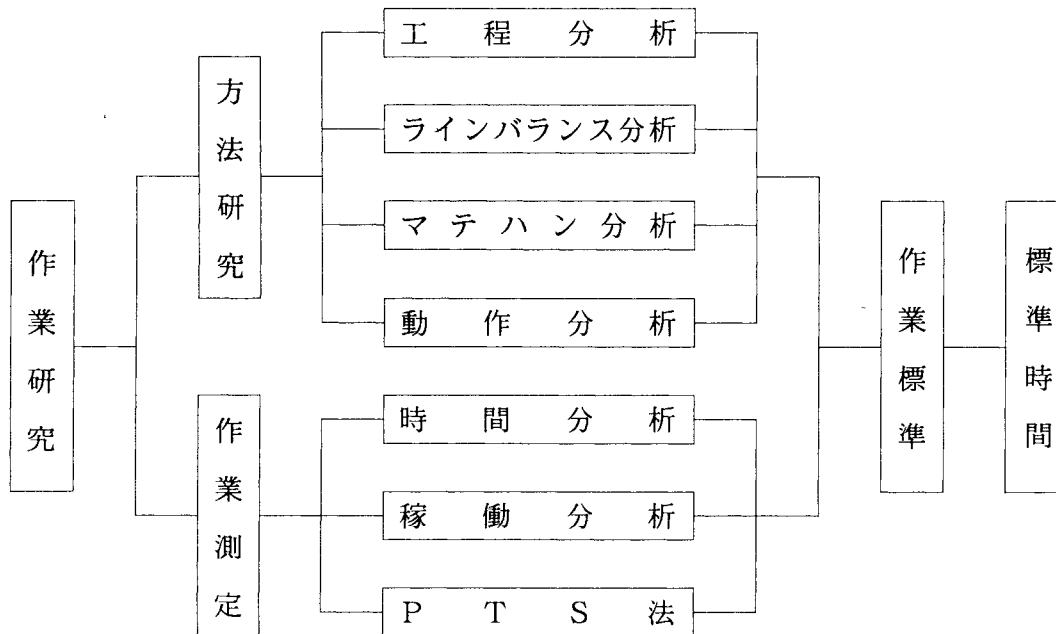 作業研究
方法研究
作業測定
工程分析
ラインバランス分析
マテハン分析
動作分析
時間分析
稼働分析
PTS法
作業標準
標準時間